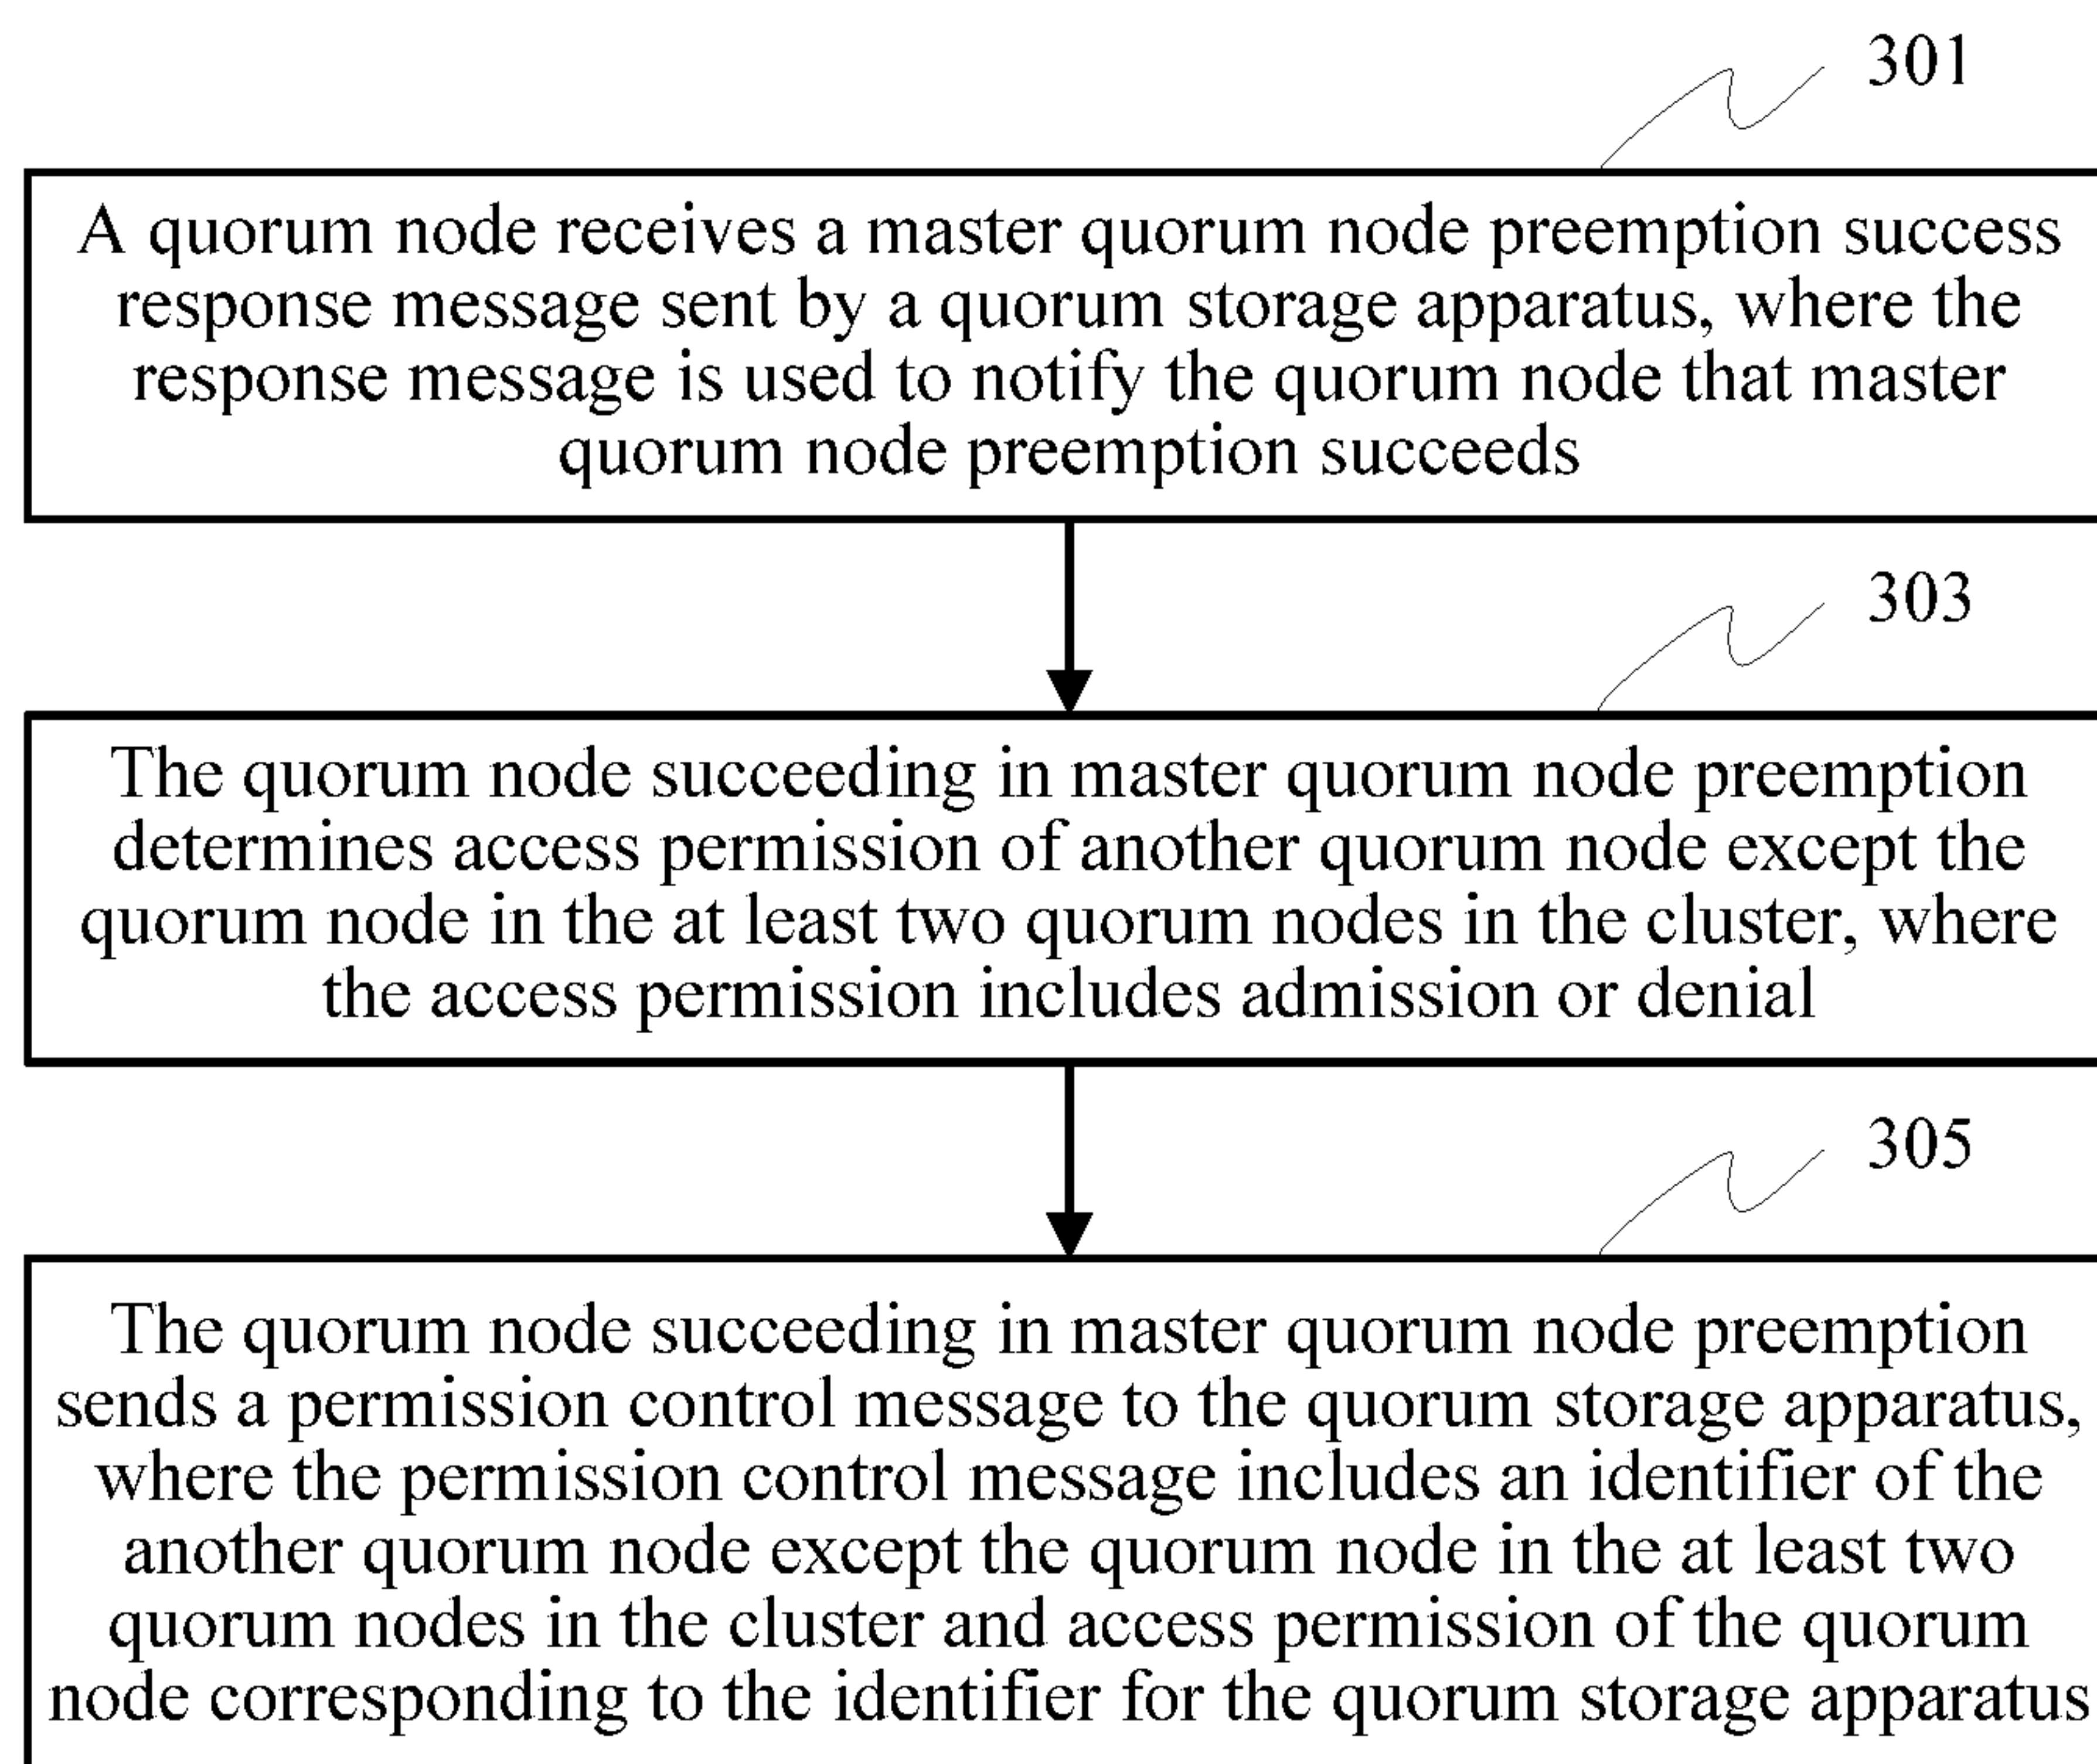 301
A quorum node receives a master quorum node preemption success
response message sent by a quorum storage apparatus, where the
response message is used to notify the quorum node that master
quorum node preemption succeeds
303
The quorum node succeeding in master quorum node preemption
determines access permission of another quorum node except the
quorum node in the at least two quorum nodes in the cluster, where
the access permission includes admission or denial
305
The quorum node succeeding in master quorum node preemption
sends a permission control message to the quorum storage apparatus,
where the permission control message includes an identifier of the
another quorum node except the quorum node in the at least two
quorum nodes in the cluster and access permission of the quorum
node corresponding to the identifier for the quorum storage apparatus